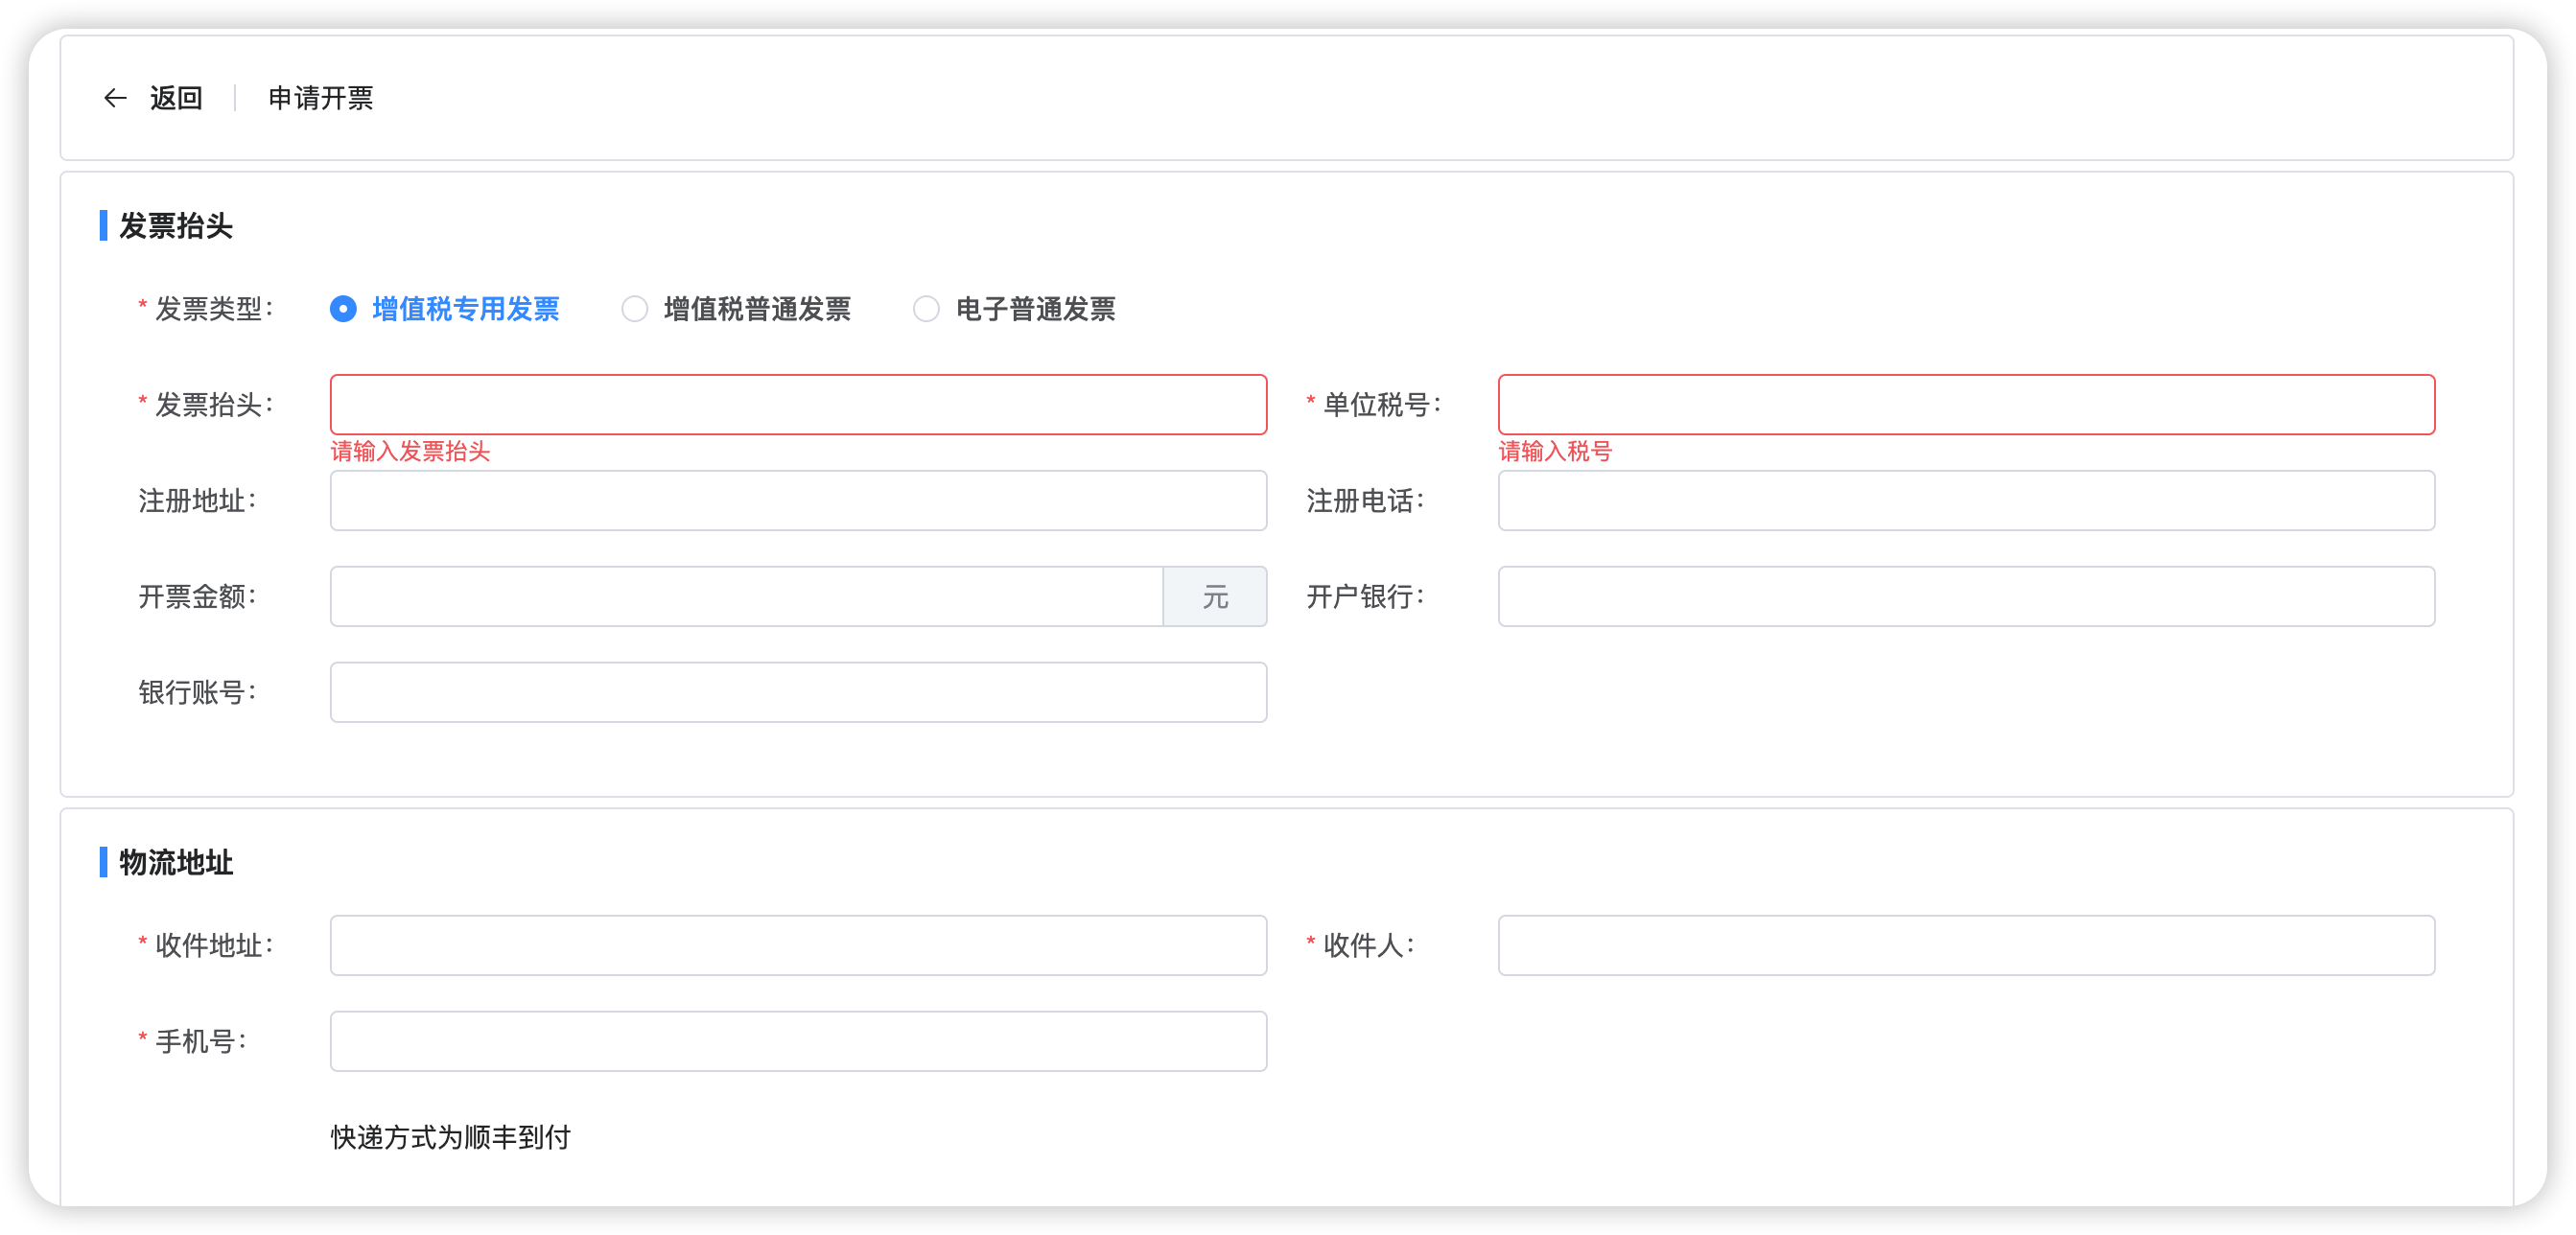 ← 返回 | 申请开票
发票抬头
* 发票类型： 增值税专用发票 增值税普通发票 电子普通发票
* 发票抬头： * 单位税号：
请输入发票抬头 请输入税号
注册地址： 注册电话：
开票金额： 元 开户银行：
银行账号：
物流地址
* 收件地址： * 收件人：
* 手机号：
快递方式为顺丰到付